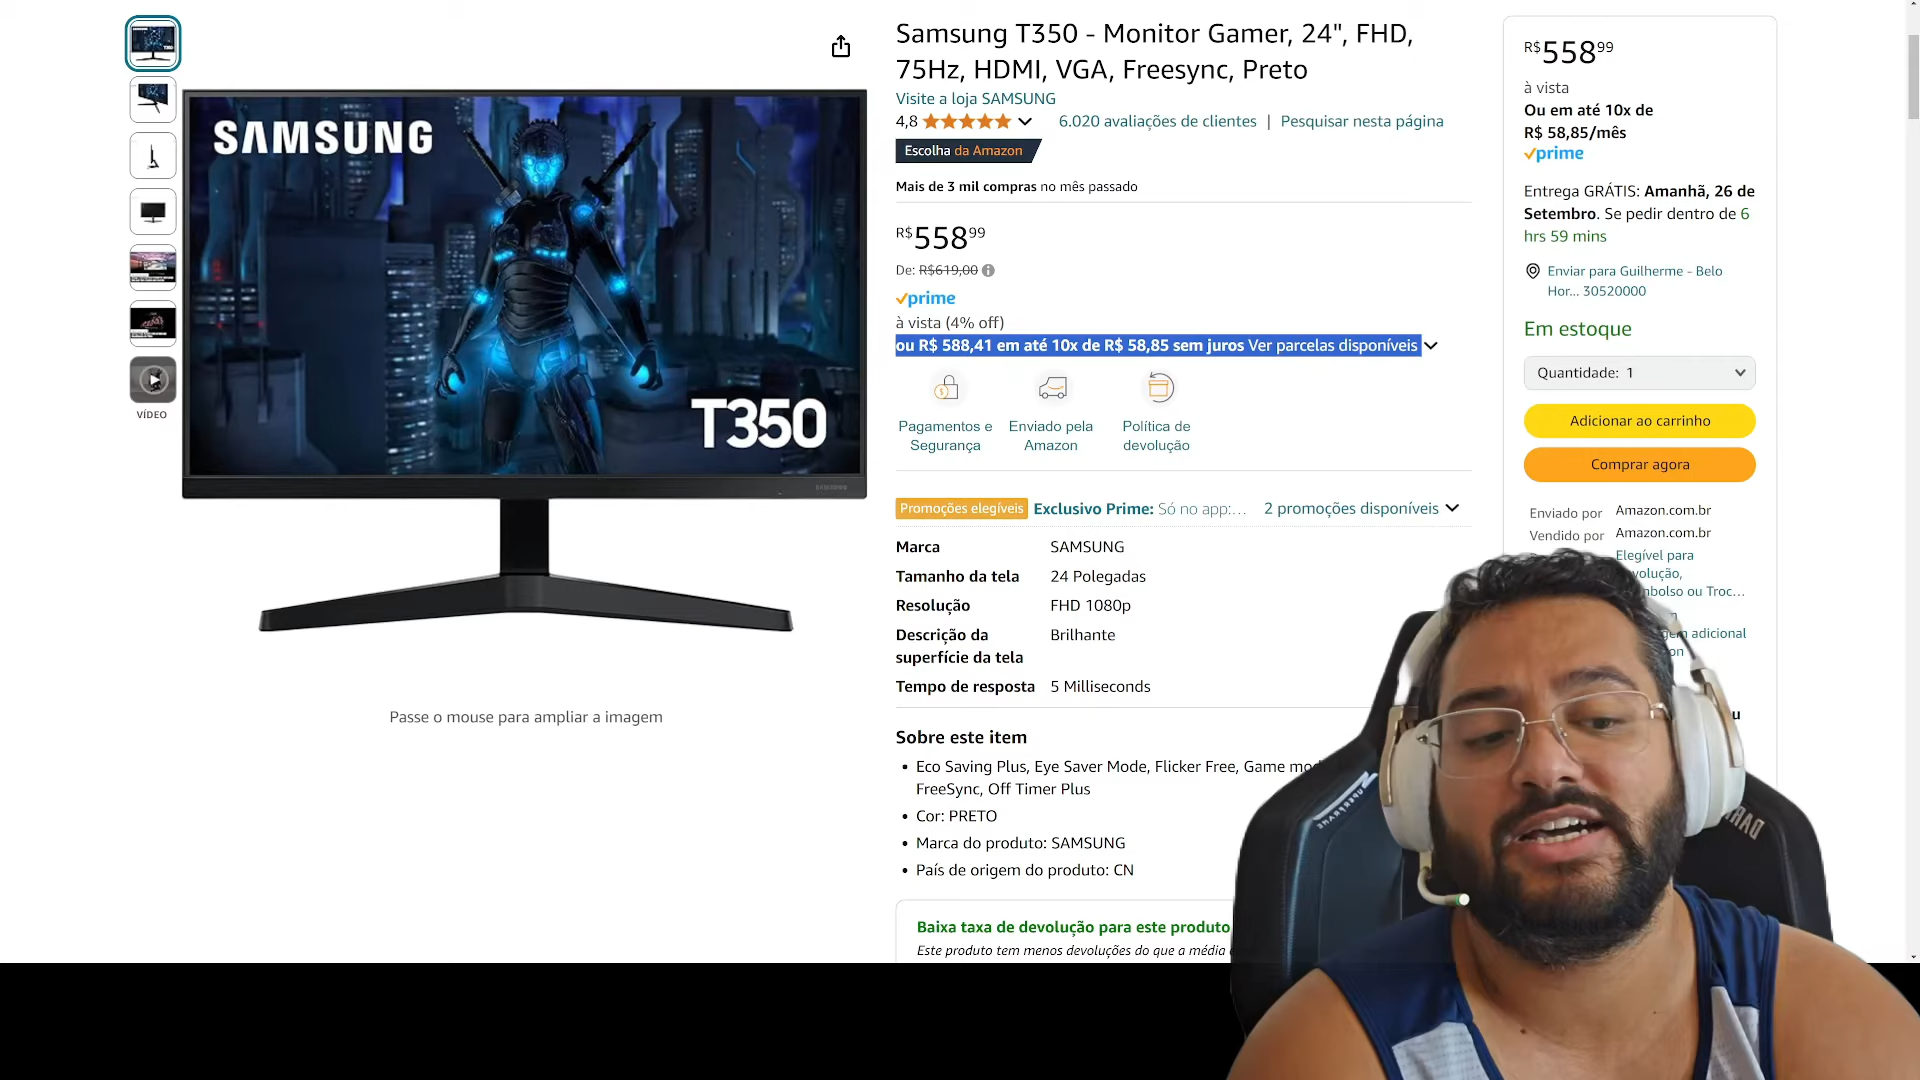 SAMSUNG
T350
VÍDEO
Passe o mouse para ampliar a imagem
Samsung T350 - Monitor Gamer, 24", FHD,
75Hz, HDMI, VGA, Freesync, Preto
Visite a loja SAMSUNG
4,8
6.020 avaliações de clientes | Pesquisar nesta página
Escolha da Amazon
Mais de 3 mil compras no mês passado
R$558 99
De: R$619,00
prime
à vista (4% off)
ou R$ 588,41 em até 10x de R$ 58,85 sem juros Ver parcelas disponíveis
Pagamentos e
Segurança
Enviado pela
Amazon
Política de
devolução
Promoções elegíveis Exclusivo Prime: Só no app:... 2 promoções disponíveis
Marca SAMSUNG
Tamanho da tela 24 Polegadas
Resolução FHD 1080p
Descrição da
superfície da tela
Brilhante
Tempo de resposta 5 Milliseconds
Sobre este item
Eco Saving Plus, Eye Saver Mode, Flicker Free, Game
FreeSync, Off Timer Plus
Cor: PRETO
Marca do produto: SAMSUNG
País de origem do produto: CN
Baixa taxa de devolução para este produto
Este produto tem menos devoluções do que a média
R$558 99
à vista
Ou em até 10x de
R$ 58,85/mês
prime
Entrega GRÁTIS: Amanhã, 26 de
Setembro. Se pedir dentro de 6
hrs 59 mins
Enviar para Guilherme - Belo
Hor... 30520000
Em estoque
Quantidade: 1
Adicionar ao carrinho
Comprar agora
Enviado por Amazon.com.br
Vendido por Amazon.com.br
Elegível para
ou Troc...
adicional